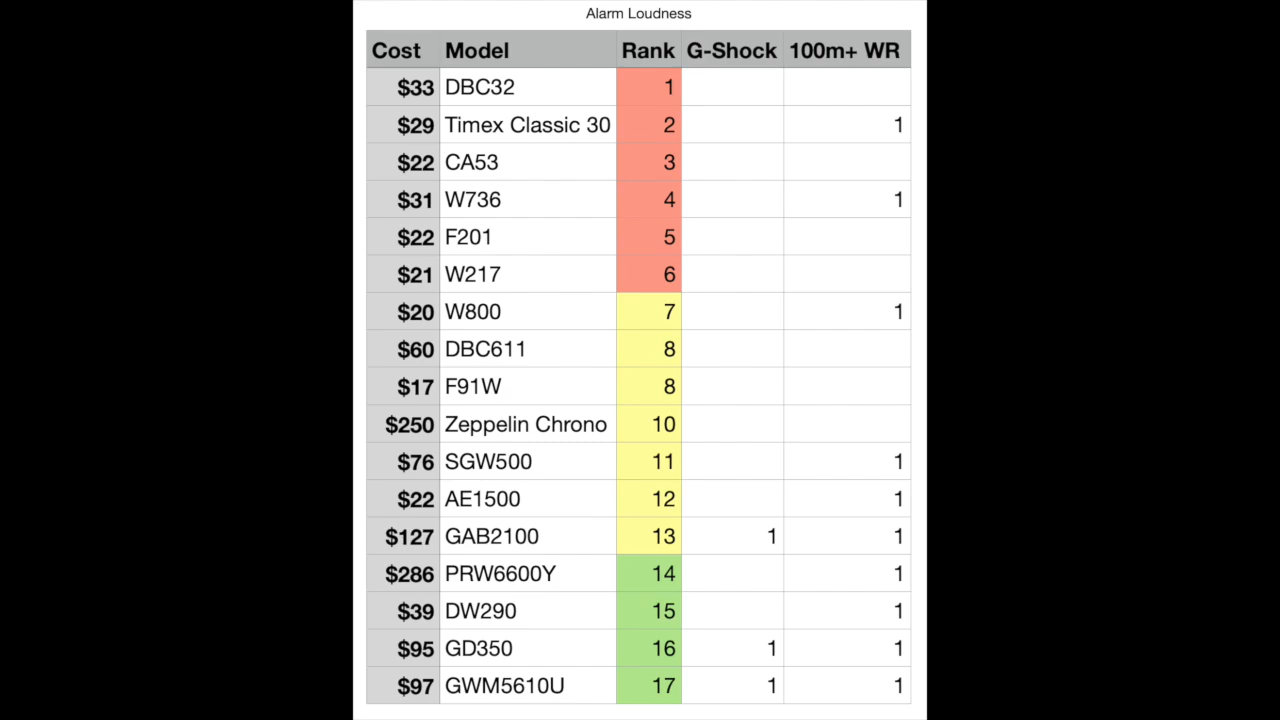 Alarm Loudness
Cost Model Rank G-Shock 100m+ WR
$33 DBC32 1
$29 Timex Classic 30 2 1
$22 CA53 3
$31 W736 4 1
$22 F201 5
$21 W217 6
$20 W800 7 1
$60 DBC611 8
$17 F91W 8
$250 Zeppelin Chrono 10
$76 SGW500 11 1
$22 AE1500 12 1
$127 GAB2100 13 1 1
$286 PRW6600Y 14 1
$39 DW290 15 1
$95 GD350 16 1 1
$97 GWM5610U 17 1 1